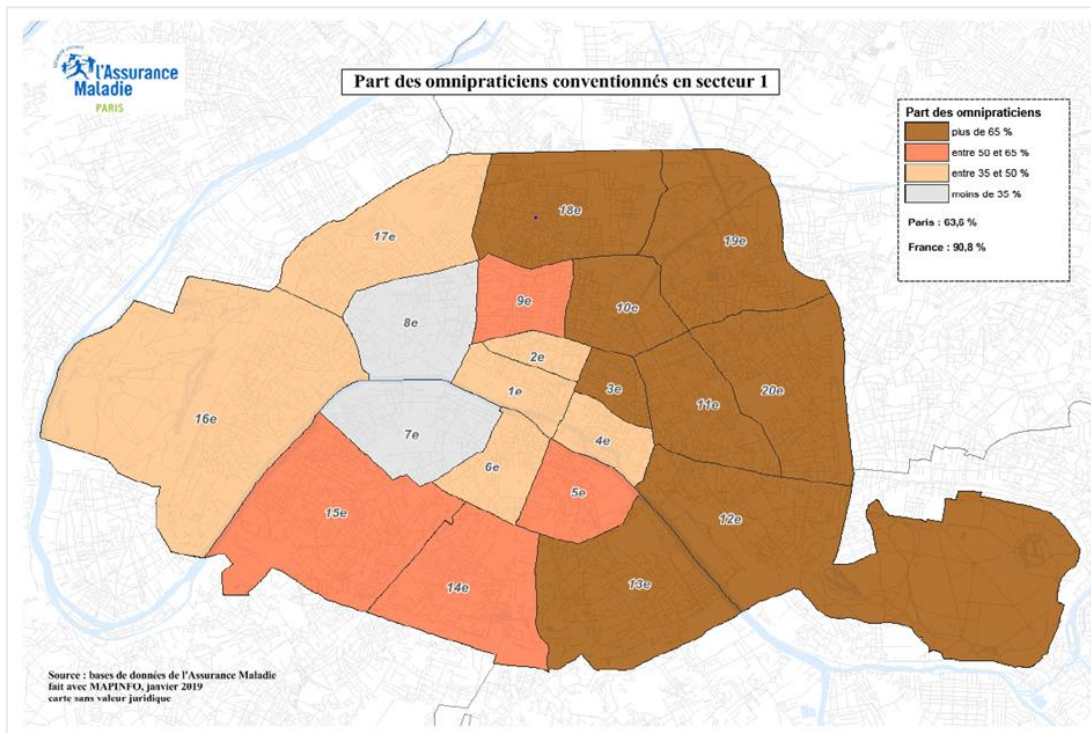 l'Assurance
Maladie
PARIS
Part des omnipraticiens conventionnés en secteur 1
Part des omnipraticiens
plus de 65 %
entre 50 et 65 %
entre 35 et 50 %
moins de 35 %
Paris : 63,6 %
France : 90,8 %
18e
17e
19e
9e
10e
8e
2e
1e
3e
20e
11e
16e
7e
4e
6e
5e
15e
12e
13e
14e
Source : bases de données de l'Assurance Maladie
fait avec MAPINFO, janvier 2019
carte sans valeur juridique